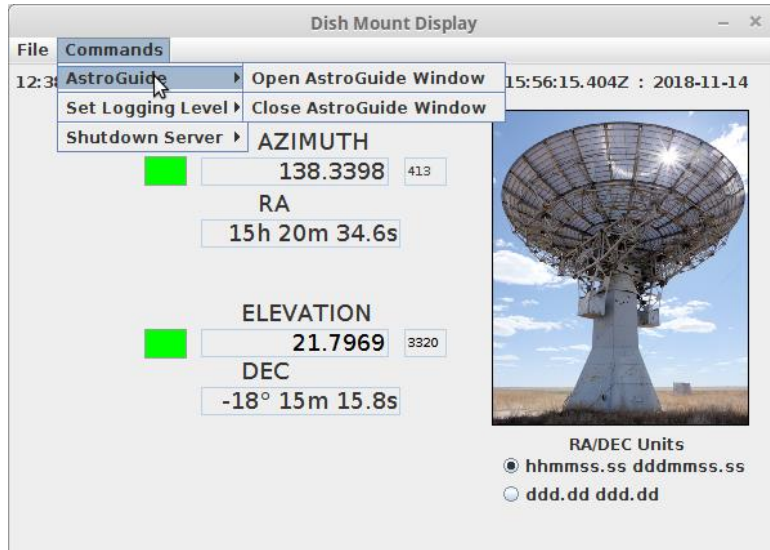 Dish Mount Display
File Commands
12:3
AstroGuide Open AstroGuide Window
15:56:15.404Z : 2018-11-14
Set Logging Level Close AstroGuide Window
Shutdown Server
AZIMUTH
138.3398 413
RA
15h 20m 34.6s
ELEVATION
21.7969 3320
DEC
-18° 15m 15.8s
RA/DEC Units
hhmmss.ss dddmmss.ss
ddd.dd ddd.dd